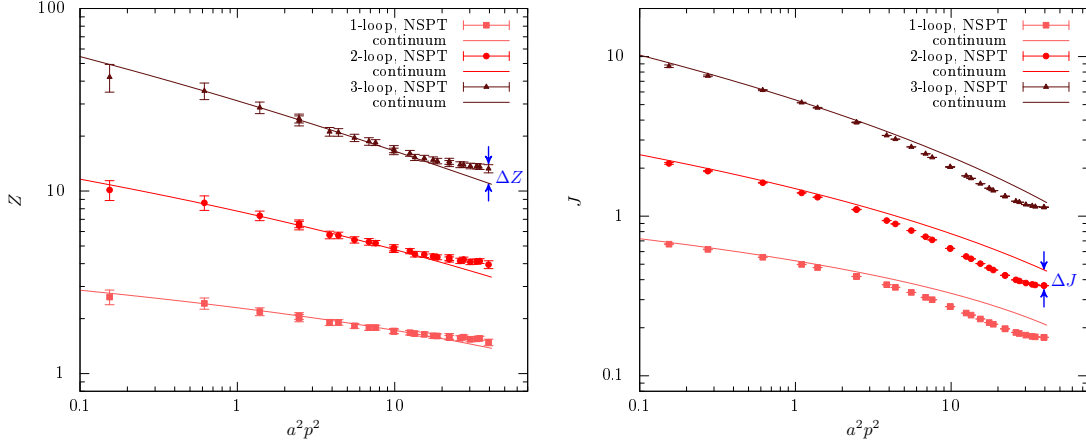 1-loop, NSPT
continuum
2-loop, NSPT
continuum
3-loop, NSPT
continuum
100
10
1
Z
ΔZ
0.1 1 10
a²p²
1-loop, NSPT
continuum
2-loop, NSPT
continuum
3-loop, NSPT
continuum
10
1
0.1
J
ΔJ
0.1 1 10
a²p²